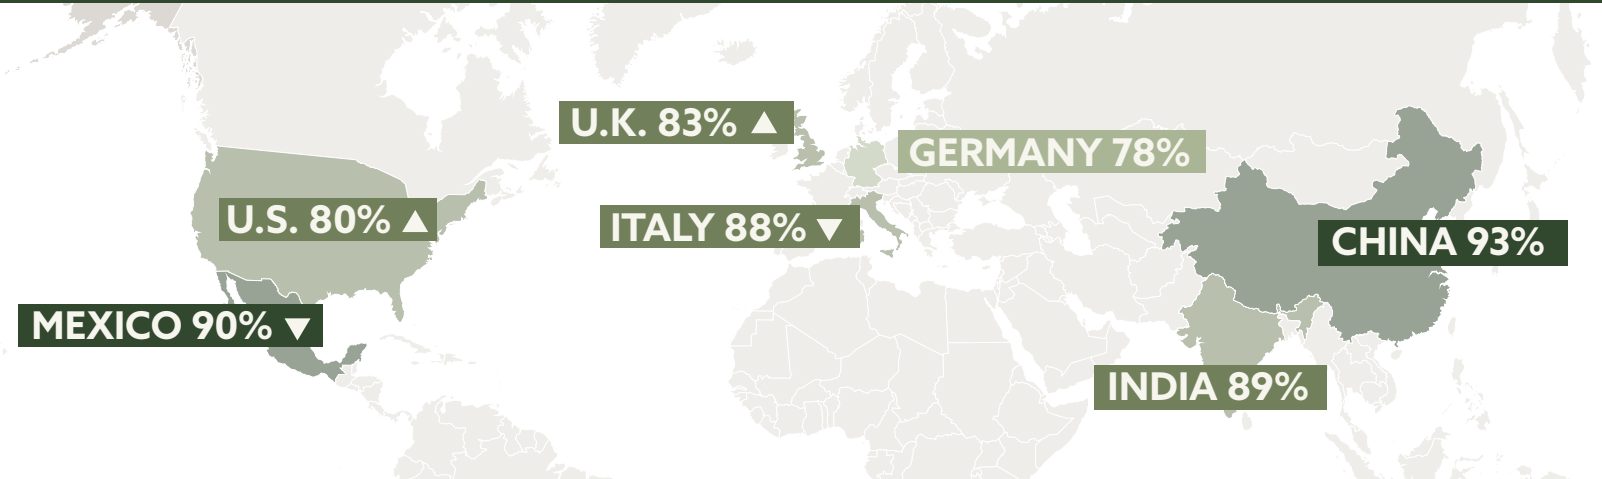 U.K. 83% ▲
GERMANY 78%
U.S. 80% ▲
ITALY 88% ▼
CHINA 93%
MEXICO 90% ▼
INDIA 89%